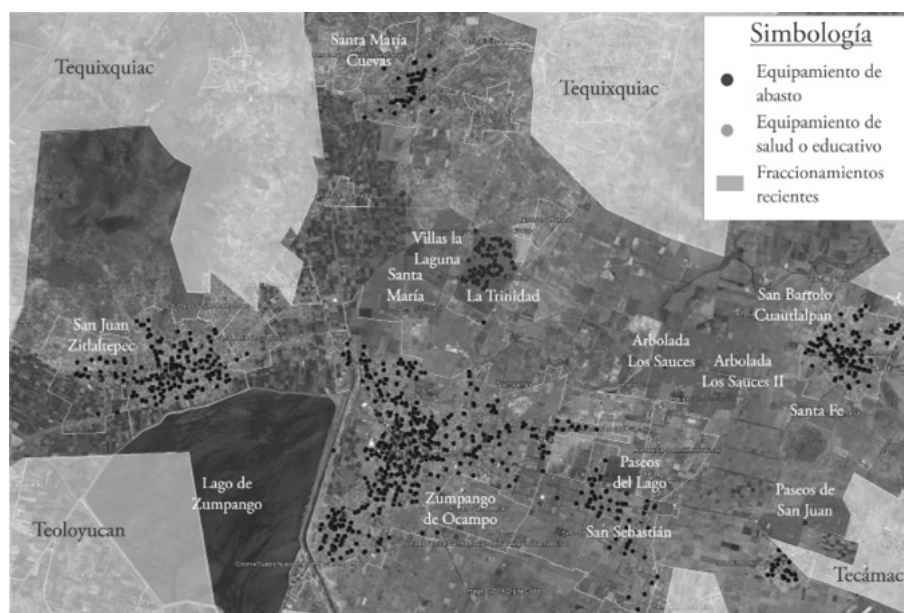 Santa María
Cuevas
Tequixquiac
Tequixquiac
Simbología
Equipamiento de
abasto
Equipamiento de
salud o educativo
Fraccionamientos
recientes
Villas la
Laguna
Santa
María
La Trinidad
San Bartolo
Cuautlalpan
San Juan
Zitlaltepec
Arbolada
Los Sauces
Arbolada
Los Sauces II
Santa Fe
Paseos
del Lago
Lago de
Zumpango
Zumpango
de Ocampo
Paseos de
San Juan
San Sebastián
Teoloyucan
Tecámac